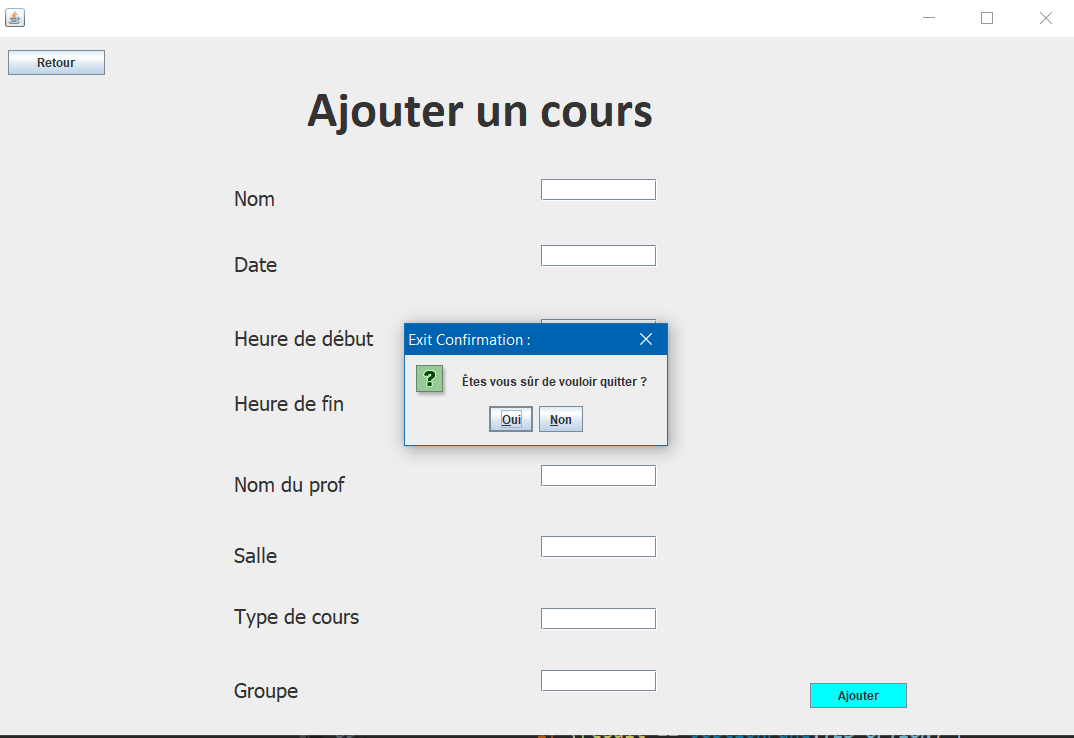 Retour
Ajouter un cours
Nom
Date
Heure de début
Exit Confirmation :
Êtes vous sûr de vouloir quitter ?
Heure de fin
Oui Non
Nom du prof
Salle
Type de cours
Groupe
Ajouter